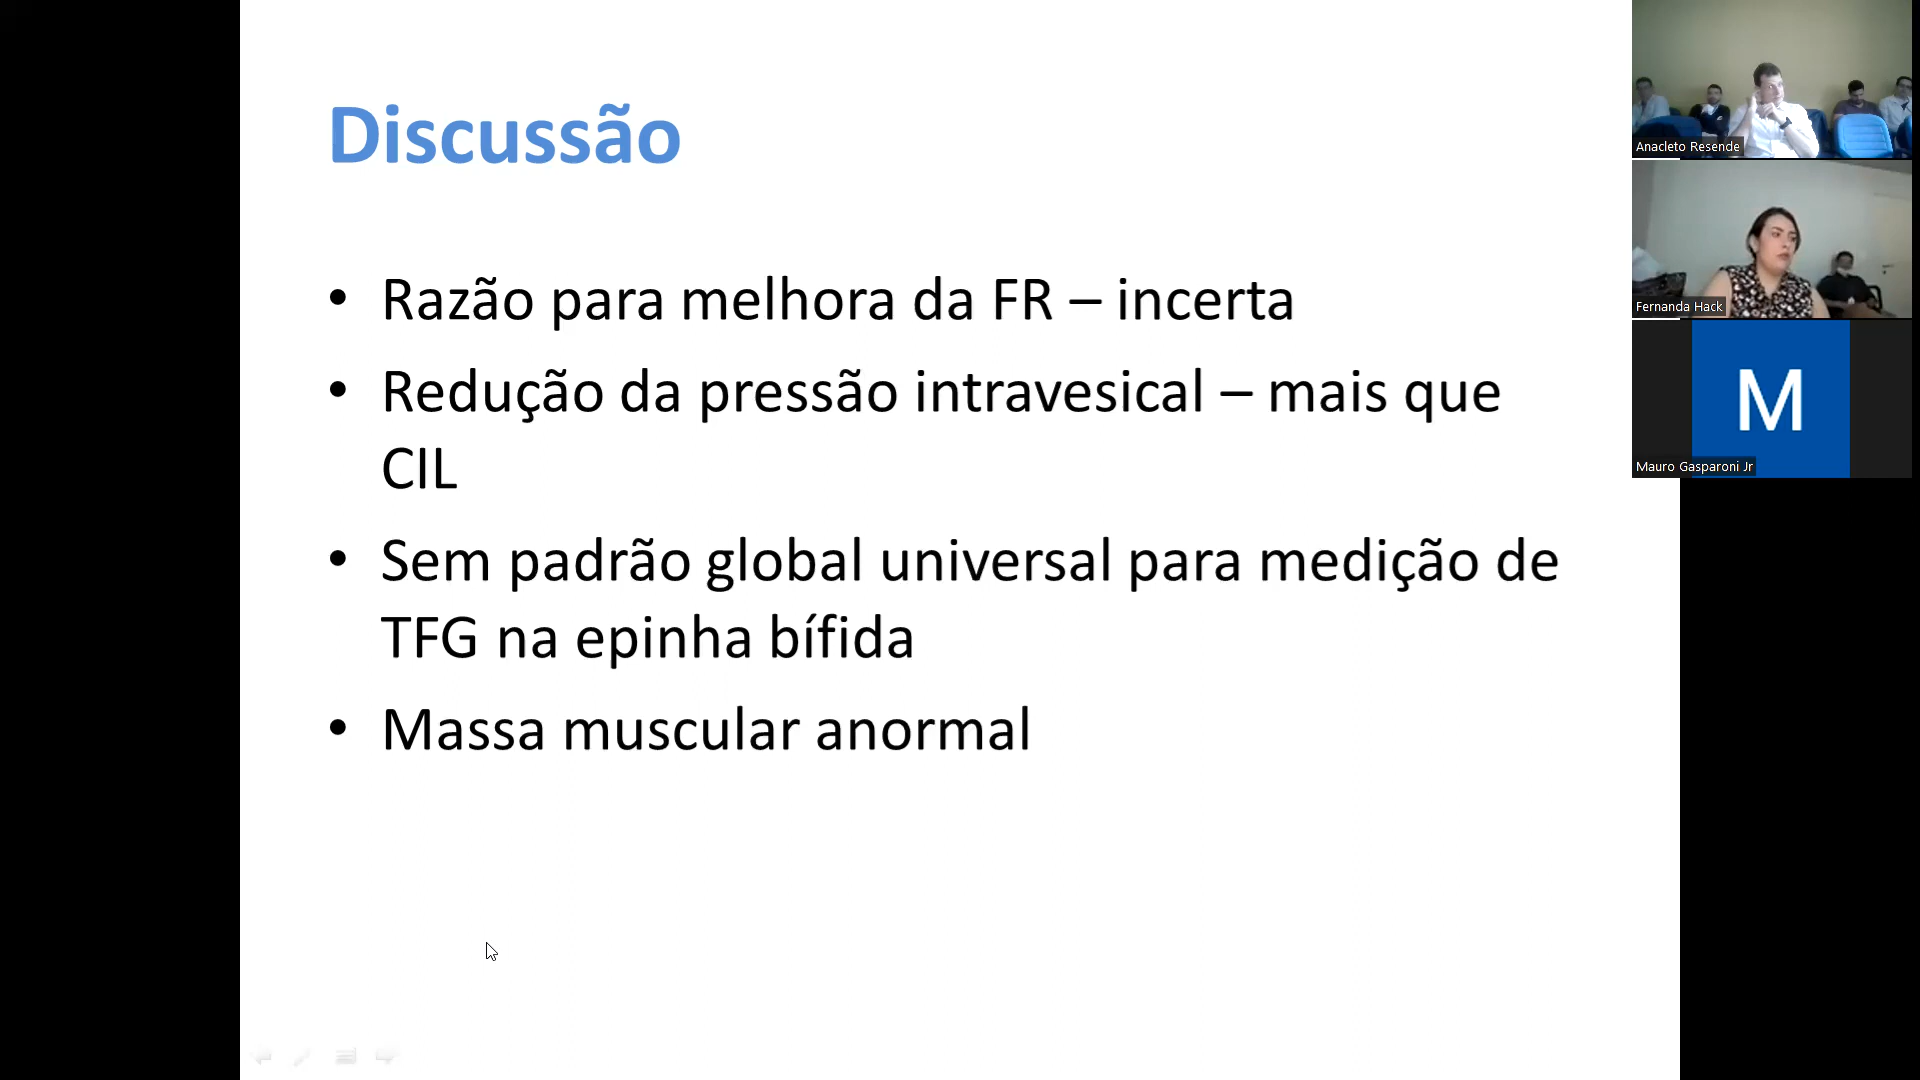 Discussão
• Razão para melhora da FR – incerta
• Redução da pressão intravesical – mais que
CIL
• Sem padrão global universal para medição de
TFG na epinha bífida
• Massa muscular anormal
Anacleto Resende
Fernanda Hack
M
Mauro Gasparoni Jr